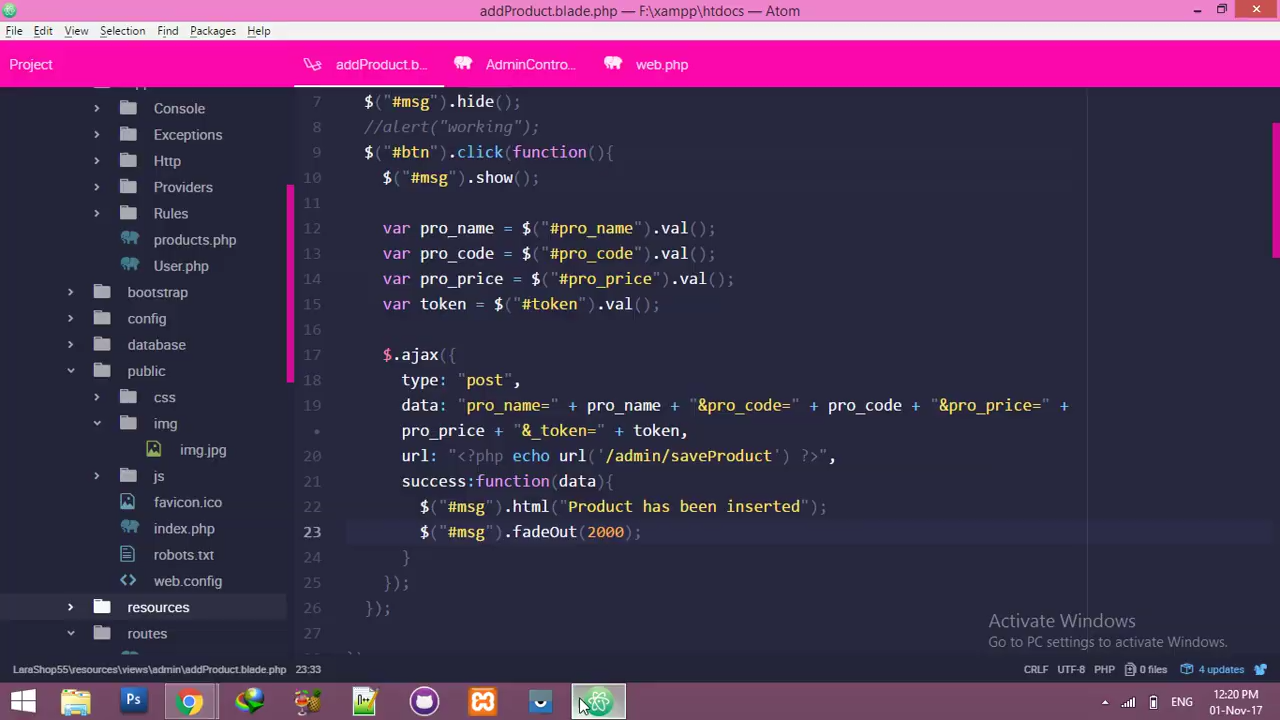 addProduct.blade.php — F:\xampp\htdocs — Atom
File Edit View Selection Find Packages Help
Project
addProduct.b...
AdminContro...
web.php
Console
Exceptions
Http
Providers
Rules
products.php
User.php
bootstrap
config
database
public
css
img
img.jpg
js
favicon.ico
index.php
robots.txt
web.config
resources
routes
7 $("#msg").hide();
8 //alert("working");
9 $("#btn").click(function(){
10 $("#msg").show();
11
12 var pro_name = $("#pro_name").val();
13 var pro_code = $("#pro_code").val();
14 var pro_price = $("#pro_price").val();
15 var token = $("#token").val();
16
17 $.ajax({
18 type: "post",
19 data: "pro_name=" + pro_name + "&pro_code=" + pro_code + "&pro_price=" +
• pro_price + "&_token=" + token,
20 url: "<?php echo url('/admin/saveProduct') ?>",
21 success:function(data){
22 $("#msg").html("Product has been inserted");
23 $("#msg").fadeOut(2000);
24 }
25 });
26 });
27
Activate Windows
Go to PC settings to activate Windows.
LaraShop55\resources\views\admin\addProduct.blade.php 23:33
CRLF UTF-8 PHP 0 files 4 updates
Ps
ENG
12:20 PM
01-Nov-17